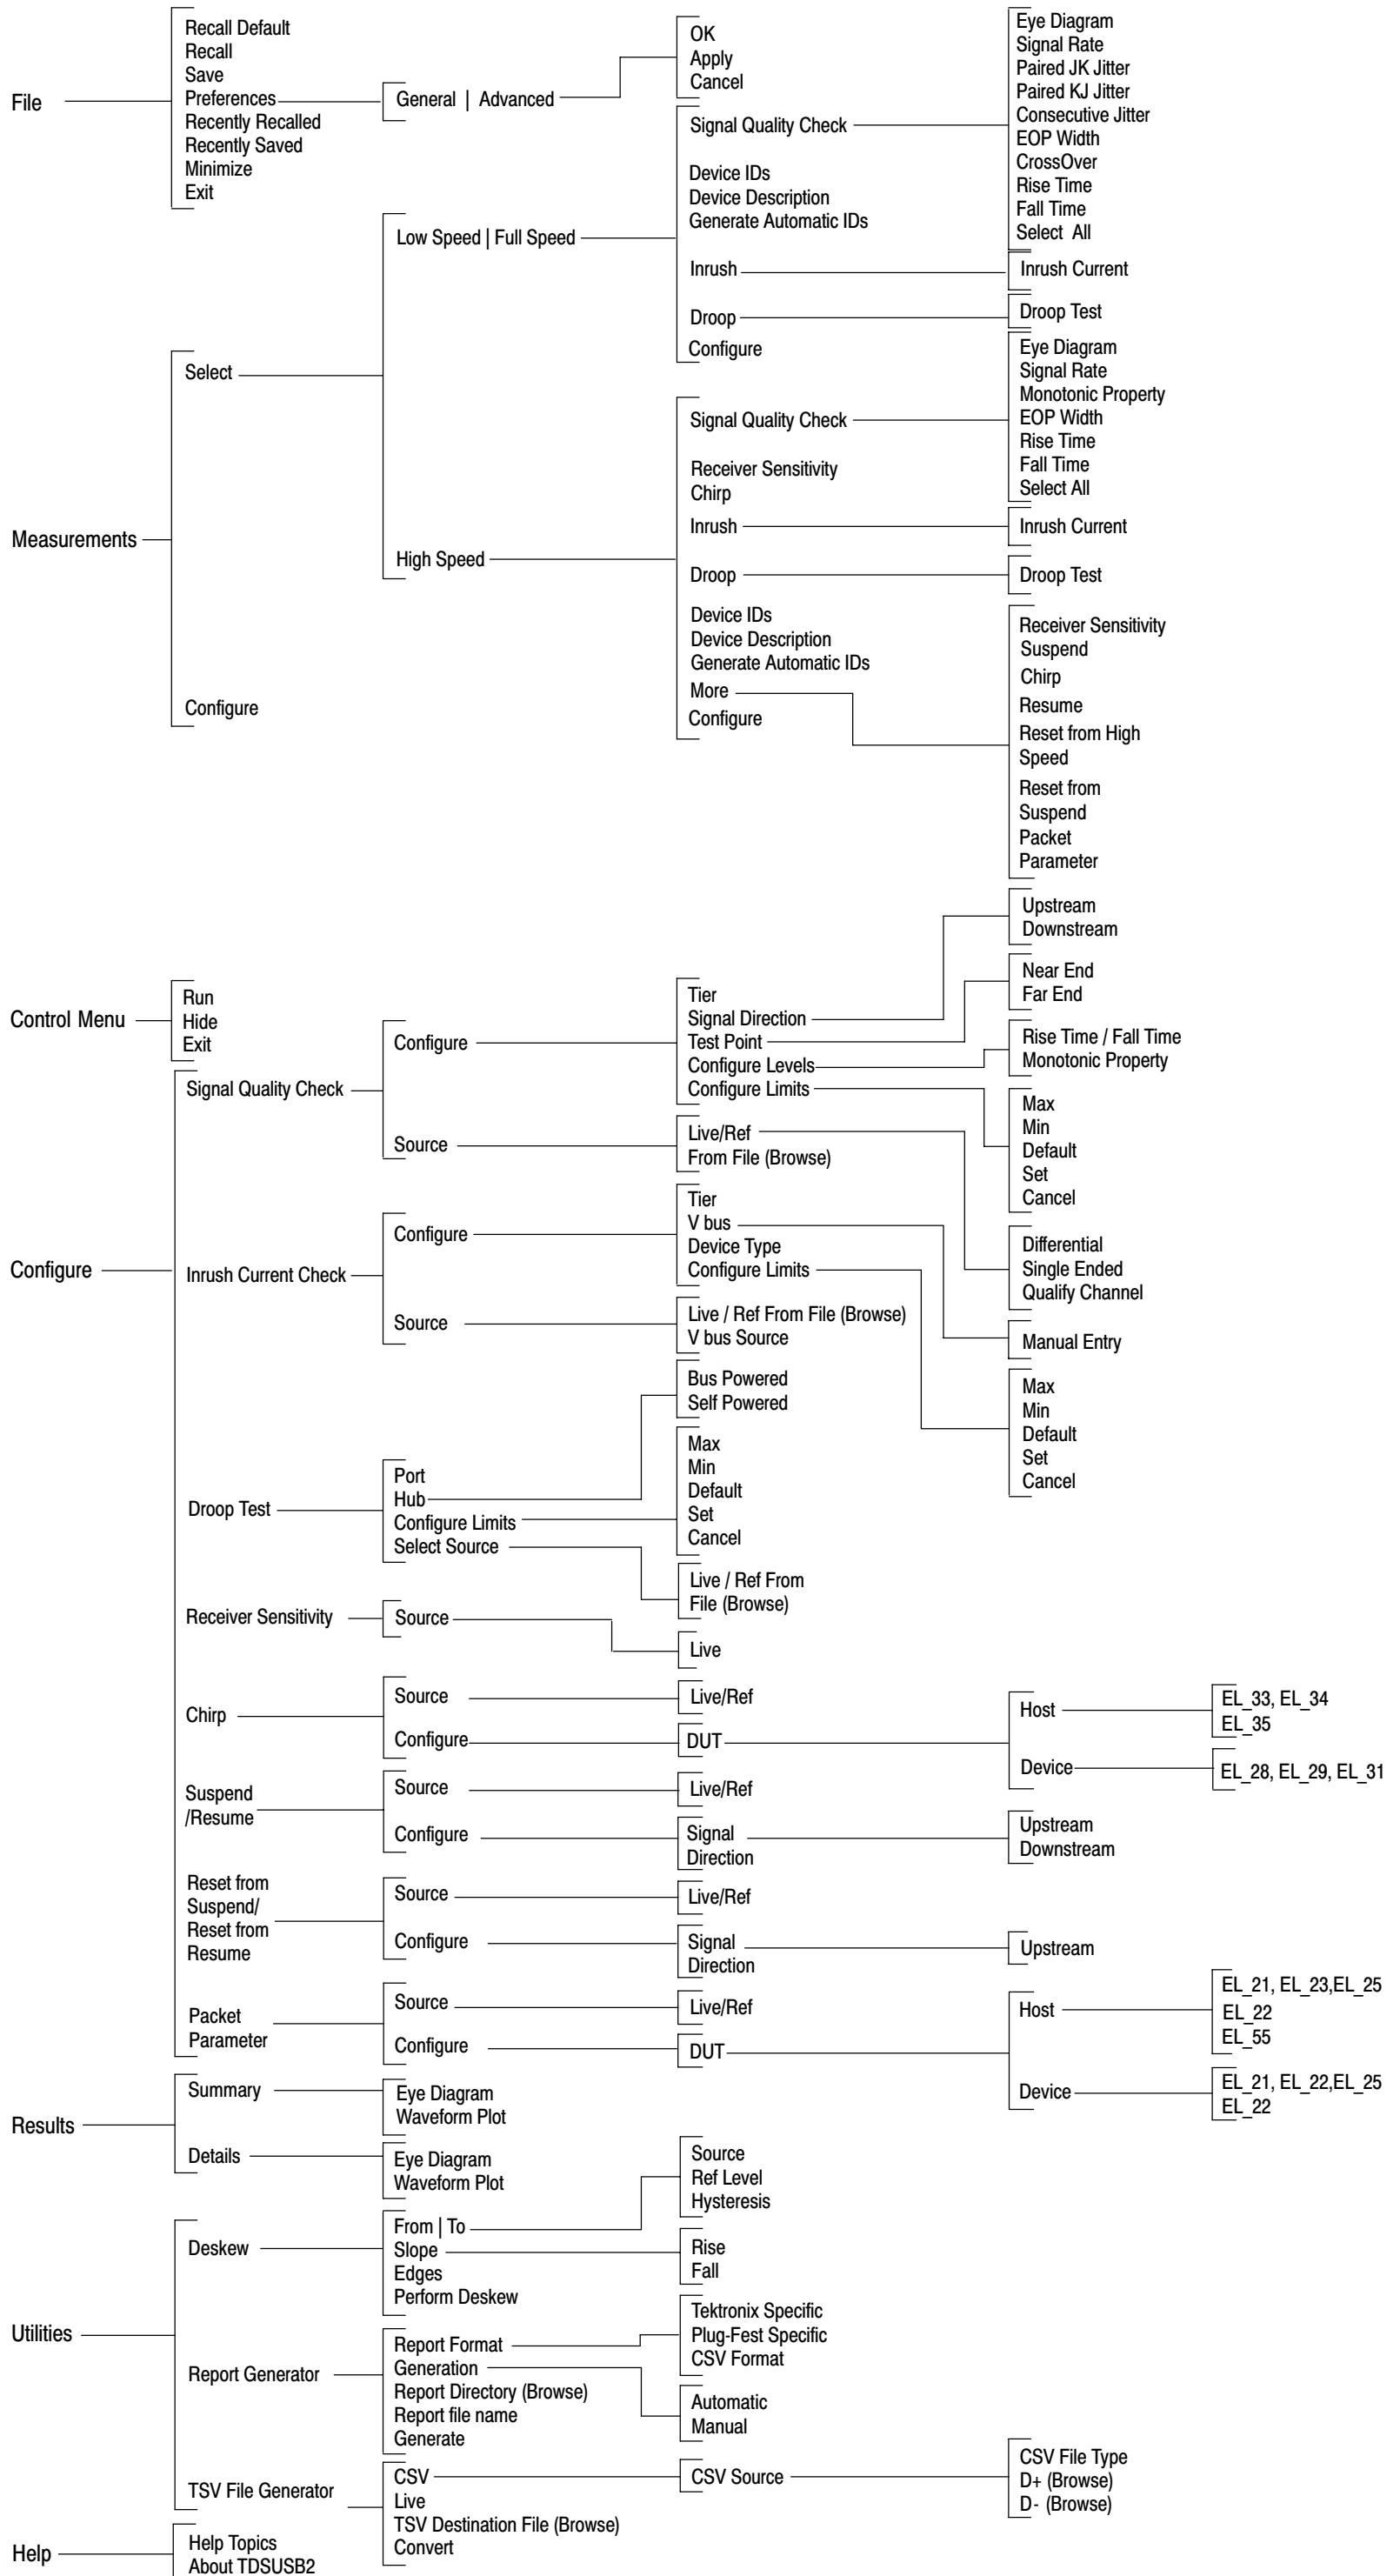 File
Recall Default
Recall
Save
Preferences
Recently Recalled
Recently Saved
Minimize
Exit
General | Advanced
OK
Apply
Cancel
Measurements
Select
Low Speed | Full Speed
Signal Quality Check
Eye Diagram
Signal Rate
Paired JK Jitter
Paired KJ Jitter
Consecutive Jitter
EOP Width
CrossOver
Rise Time
Fall Time
Select All
Device IDs
Device Description
Generate Automatic IDs
Inrush
Inrush Current
Droop
Droop Test
Configure
High Speed
Signal Quality Check
Eye Diagram
Signal Rate
Monotonic Property
EOP Width
Rise Time
Fall Time
Select All
Receiver Sensitivity
Chirp
Inrush
Inrush Current
Droop
Droop Test
Device IDs
Device Description
Generate Automatic IDs
More
Receiver Sensitivity
Suspend
Chirp
Resume
Reset from High
Speed
Reset from
Suspend
Packet
Parameter
Configure
Configure
Control Menu
Run
Hide
Exit
Configure
Signal Quality Check
Configure
Tier
Signal Direction
Upstream
Downstream
Test Point
Near End
Far End
Configure Levels
Rise Time / Fall Time
Monotonic Property
Configure Limits
Max
Min
Default
Set
Cancel
Source
Live/Ref
Differential
Single Ended
Qualify Channel
From File (Browse)
Inrush Current Check
Configure
Tier
V bus
Manual Entry
Device Type
Configure Limits
Max
Min
Default
Set
Cancel
Source
Live / Ref From File (Browse)
V bus Source
Droop Test
Port
Hub
Bus Powered
Self Powered
Configure Limits
Max
Min
Default
Set
Cancel
Select Source
Live / Ref From
File (Browse)
Receiver Sensitivity
Source
Live
Chirp
Source
Live/Ref
Configure
DUT
Host
EL_33, EL_34
EL_35
Device
EL_28, EL_29, EL_31
Suspend
/Resume
Source
Live/Ref
Configure
Signal
Direction
Upstream
Downstream
Reset from
Suspend/
Reset from
Resume
Source
Live/Ref
Configure
Signal
Direction
Upstream
Packet
Parameter
Source
Live/Ref
Configure
DUT
Host
EL_21, EL_23,EL_25
EL_22
EL_55
Device
EL_21, EL_22,EL_25
EL_22
Results
Summary
Eye Diagram
Waveform Plot
Details
Eye Diagram
Waveform Plot
Utilities
Deskew
From | To
Source
Ref Level
Hysteresis
Slope
Rise
Fall
Edges
Perform Deskew
Report Generator
Report Format
Tektronix Specific
Plug-Fest Specific
CSV Format
Generation
Automatic
Manual
Report Directory (Browse)
Report file name
Generate
TSV File Generator
CSV
CSV Source
CSV File Type
D+ (Browse)
D- (Browse)
Live
TSV Destination File (Browse)
Convert
Help
Help Topics
About TDSUSB2